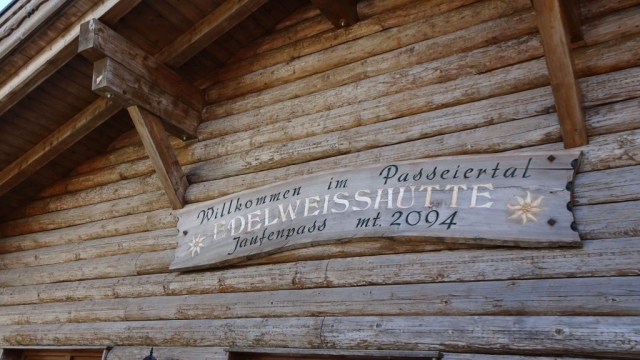 Willkommen im Passeiertal
EDELWEISSHÜTTE
Jaufenpass mt. 2094